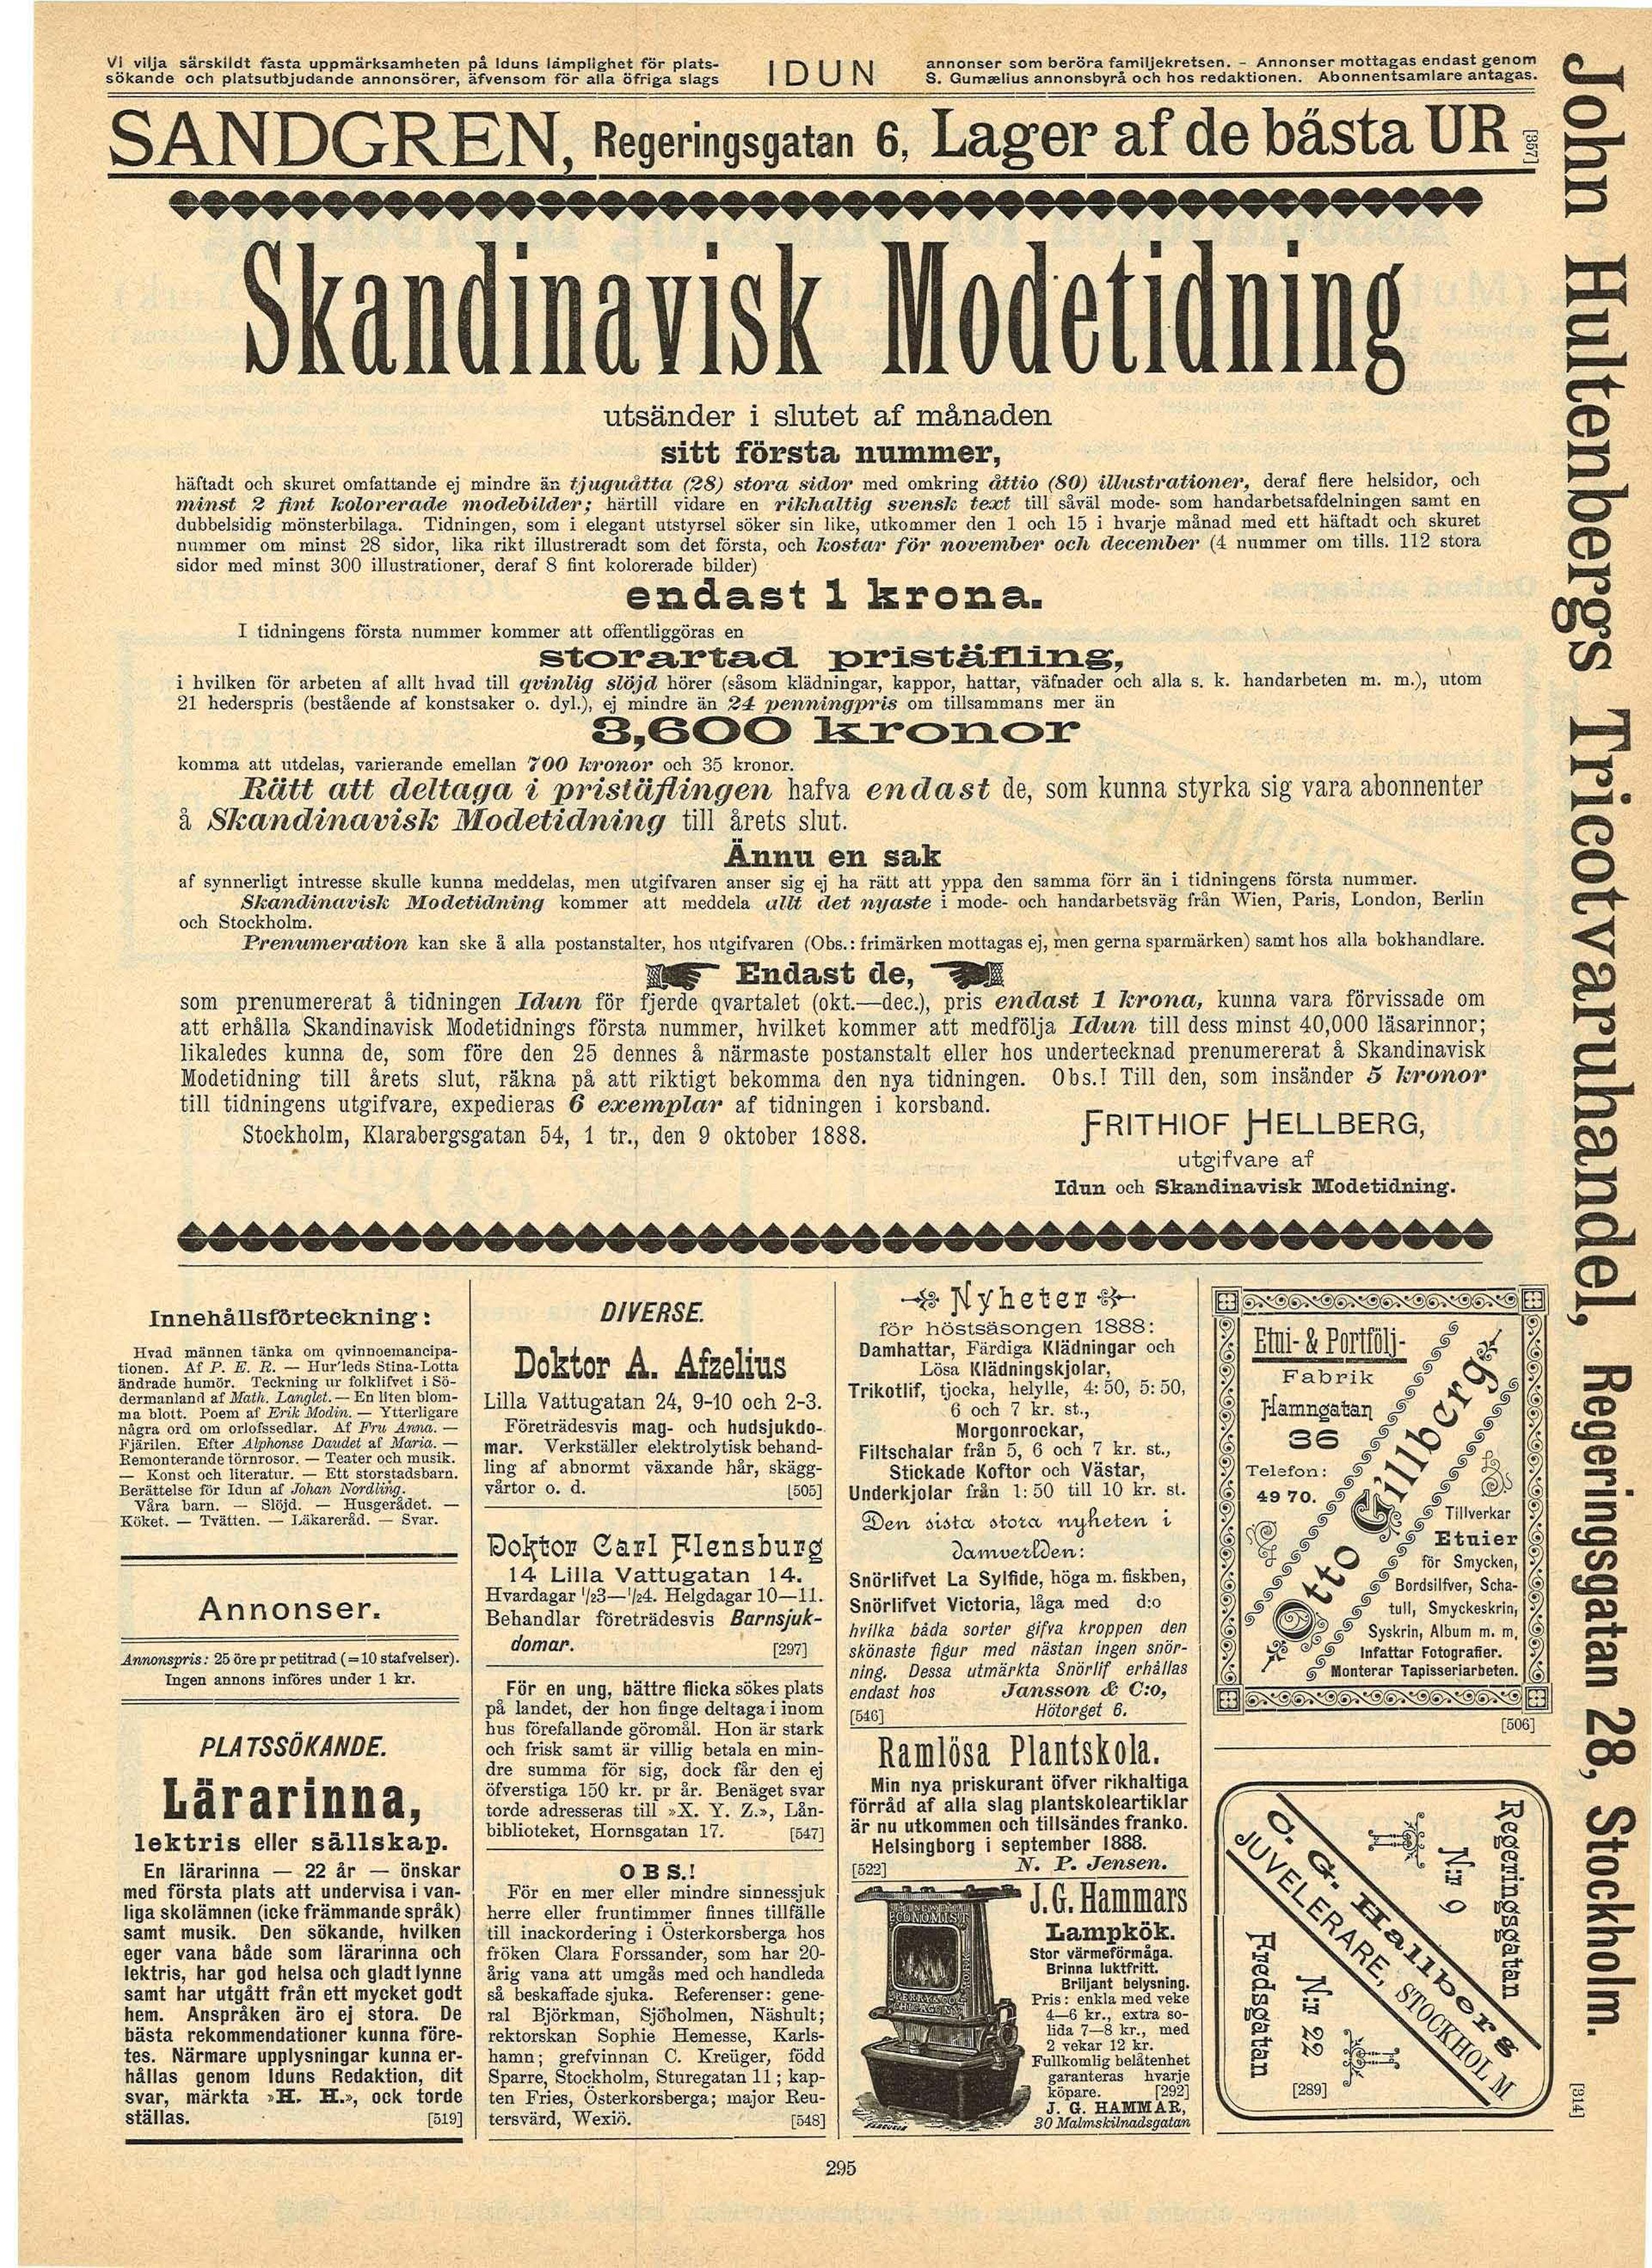 Vi vilja särskildt fästa uppmärksamheten på Iduns lämplighet för plats-
sökande och platsutbjudande annonsörer, äfvensom för alla öfriga slags
IDUN
annonser som beröra familjekretsen. - Annonser mottagas endast genom
S. Gumælius annonsbyrå och hos redaktionen. Abonnentsamlare antagas.
SANDGREN, Regeringsgatan 6, Lager af de bästa UR [357]
Skandinavisk Modetidning
utsänder i slutet af månaden
sitt första nummer,
häftadt och skuret omfattande ej mindre än tjuguåtta (28) stora sidor med omkring åttio (80) illustrationer, deraf flere helsidor, och
minst 2 fint kolorerade modebilder; härtill vidare en rikhaltig svensk text till såväl mode- som handarbetsafdelningen samt en
dubbelsidig mönsterbilaga. Tidningen, som i elegant utstyrsel söker sin like, utkommer den 1 och 15 i hvarje månad med ett häftadt och skuret
nummer om minst 28 sidor, lika rikt illustreradt som det första, och kostar för november och december (4 nummer om tills. 112 stora
sidor med minst 300 illustrationer, deraf 8 fint kolorerade bilder)
endast 1 krona.
I tidningens första nummer kommer att offentliggöras en
storartad pristäfling,
i hvilken för arbeten af allt hvad till qvinlig slöjd hörer (såsom klädningar, kappor, hattar, väfnader och alla s. k. handarbeten m. m.), utom
21 hederspris (bestående af konstsaker o. dyl.), ej mindre än 24 penningpris om tillsammans mer än
3,600 kronor
komma att utdelas, varierande emellan 700 kronor och 35 kronor.
Rätt att deltaga i pristäflingen hafva endast de, som kunna styrka sig vara abonnenter
å Skandinavisk Modetidning till årets slut.
Ännu en sak
af synnerligt intresse skulle kunna meddelas, men utgifvaren anser sig ej ha rätt att yppa den samma förr än i tidningens första nummer.
Skandinavisk Modetidning kommer att meddela allt det nyaste i mode- och handarbetsväg från Wien, Paris, London, Berlin
och Stockholm.
Prenumeration kan ske å alla postanstalter, hos utgifvaren (Obs.: frimärken mottagas ej, men gerna sparmärken) samt hos alla bokhandlare.
Endast de,
som prenumererat å tidningen Idun för fjerde qvartalet (okt.—dec.), pris endast 1 krona, kunna vara förvissade om
att erhålla Skandinavisk Modetidnings första nummer, hvilket kommer att medfölja Idun till dess minst 40,000 läsarinnor;
likaledes kunna de, som före den 25 dennes å närmaste postanstalt eller hos undertecknad prenumererat å Skandinavisk
Modetidning till årets slut, räkna på att riktigt bekomma den nya tidningen. Obs.! Till den, som insänder 5 kronor
till tidningens utgifvare, expedieras 6 exemplar af tidningen i korsband.
Stockholm, Klarabergsgatan 54, 1 tr., den 9 oktober 1888.
FRITHIOF HELLBERG,
utgifvare af
Idun och Skandinavisk Modetidning.
Innehållsförteckning:
Hvad männen tänka om qvinnoemancipa-
tionen. Af P. E. R. — Hur'leds Stina-Lotta
ändrade humör. Teckning ur folklifvet i Sö-
dermanland af Math. Langlet. — En liten blom-
ma blott. Poem af Erik Modin. — Ytterligare
några ord om orlofssedlar. Af Fru Anna. —
Fjärilen. Efter Alphonse Daudet af Maria. —
Remonterande törnrosor. — Teater och musik.
— Konst och literatur. — Ett storstadsbarn.
Berättelse för Idun af Johan Nordling.
Våra barn. — Slöjd. — Husgerådet. —
Köket. — Tvätten. — Läkareråd. — Svar.
Annonser.
Annonspris: 25 öre pr petitrad (=10 stafvelser).
Ingen annons införes under 1 kr.
PLATSSÖKANDE.
Lärarinna,
lektris eller sällskap.
En lärarinna — 22 år — önskar
med första plats att undervisa i van-
liga skolämnen (icke främmande språk)
samt musik. Den sökande, hvilken
eger vana både som lärarinna och
lektris, har god helsa och gladt lynne
samt har utgått från ett mycket godt
hem. Anspråken äro ej stora. De
bästa rekommendationer kunna före-
tes. Närmare upplysningar kunna er-
hållas genom Iduns Redaktion, dit
svar, märkta »H. H.», ock torde
ställas. [519]
DIVERSE.
Doktor A. Afzelius
Lilla Vattugatan 24, 9-10 och 2-3.
Företrädesvis mag- och hudsjukdo-
mar. Verkställer elektrolytisk behand-
ling af abnormt växande hår, skägg-
vårtor o. d. [505]
Doktor Carl Flensburg
14 Lilla Vattugatan 14.
Hvardagar 1/23—1/24. Helgdagar 10—11.
Behandlar företrädesvis Barnsjuk-
domar. [297]
För en ung, bättre flicka sökes plats
på landet, der hon finge deltaga i inom
hus förefallande göromål. Hon är stark
och frisk samt är villig betala en min-
dre summa för sig, dock får den ej
öfverstiga 150 kr. pr år. Benäget svar
torde adresseras till »X. Y. Z.», Lån-
biblioteket, Hornsgatan 17. [547]
OBS.!
För en mer eller mindre sinnessjuk
herre eller fruntimmer finnes tillfälle
till inackordering i Österkorsberga hos
fröken Clara Forssander, som har 20-
årig vana att umgås med och handleda
så beskaffade sjuka. Referenser: gene-
ral Björkman, Sjöholmen, Näshult;
rektorskan Sophie Hemesse, Karls-
hamn; grefvinnan C. Kreüger, född
Sparre, Stockholm, Sturegatan 11; kap-
ten Fries, Österkorsberga; major Reu-
tersvärd, Wexiö. [548]
Nyheter
för höstsäsongen 1888:
Damhattar, Färdiga Klädningar och
Lösa Klädningskjolar,
Trikotlif, tjocka, helylle, 4:50, 5:50,
6 och 7 kr. st.,
Morgonrockar,
Filtschalar från 5, 6 och 7 kr. st.,
Stickade Koftor och Västar,
Underkjolar från 1:50 till 10 kr. st.
Den sista stora nyheten i
damverlden:
Snörlifvet La Sylfide, höga m. fiskben,
Snörlifvet Victoria, låga med d:o
hvilka båda sorter gifva kroppen den
skönaste figur med nästan ingen snör-
ning. Dessa utmärkta Snörlif erhållas
endast hos Jansson & C:o,
[546] Hötorget 6.
Ramlösa Plantskola.
Min nya priskurant öfver rikhaltiga
förråd af alla slag plantskoleartiklar
är nu utkommen och tillsändes franko.
Helsingborg i september 1888.
[522] N. P. Jensen.
J. G. Hammars
Lampkök.
Stor värmeförmåga.
Brinna luktfritt.
Briljant belysning.
Pris: enkla med veke
4—6 kr., extra so-
lida 7—8 kr., med
2 vekar 12 kr.
Fullkomlig belåtenhet
garanteras hvarje
köpare. [292]
J. G. HAMMAR,
30 Malmskilnadsgatan
ECONOMIST
Etui- & Portfölj-
Fabrik
Hamngatan
36
Telefon:
49 70.
Otto Gillberg
Tillverkar
Etuier
för Smycken,
Bordsilfver, Scha-
tull, Smyckeskrin,
Syskrin, Album m. m.
Infattar Fotografier.
Monterar Tapisseriarbeten.
[506]
Regeringsgatan
N:r 9
C. G. Hallberg
JUVELERARE, STOCKHOLM
N:r 22
Fredsgatan
[289]
John Hultenbergs Tricotvaruhandel, Regeringsgatan 28, Stockholm. [314]
295